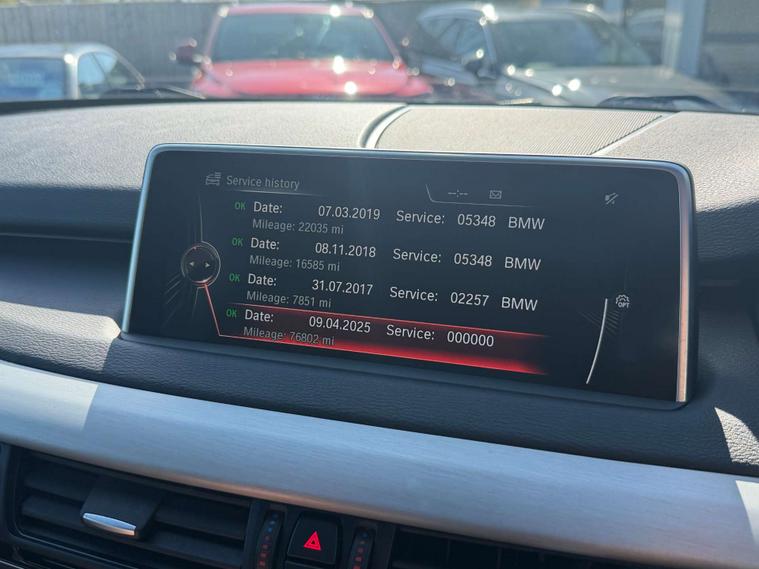 Service history
--:--
OK Date: 07.03.2019 Service: 05348 BMW
Mileage: 22035 mi
OK Date: 08.11.2018 Service: 05348 BMW
Mileage: 16585 mi
OK Date: 31.07.2017 Service: 02257 BMW
Mileage: 7851 mi
OPT
OK Date: 09.04.2025 Service: 000000
Mileage: 76802 mi